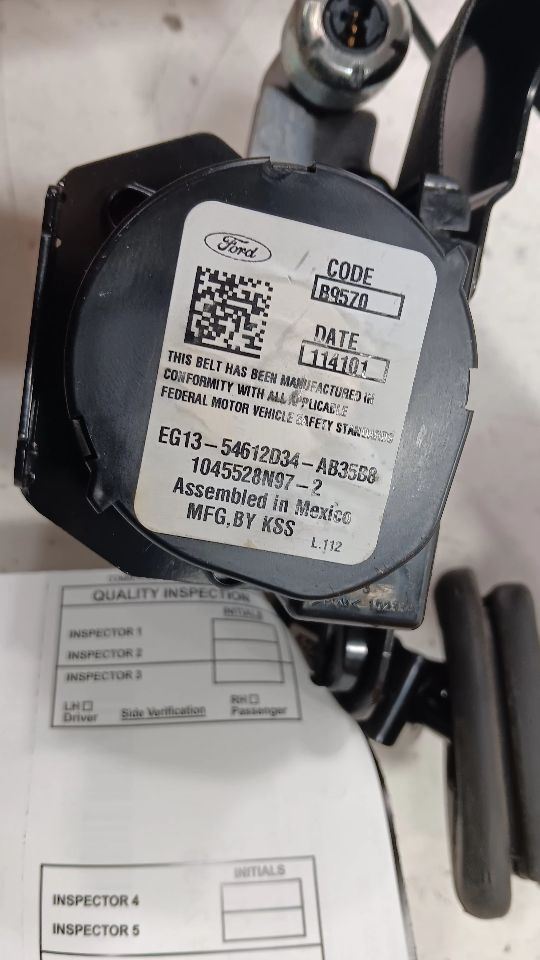 Ford
CODE
B95Z0
DATE
114101
THIS BELT HAS BEEN MANUFACTURED IN
CONFORMITY WITH ALL APPLICABLE
FEDERAL MOTOR VEHICLE SAFETY STANDARDS
EG13-54612D34-AB35B8
1045528N97-2
Assembled in Mexico
MFG,BY KSS
L.112
QUALITY INSPECTION
INITIALS
INSPECTOR 1
INSPECTOR 2
INSPECTOR 3
LH RH
Driver Side Verification Passenger
INITIALS
INSPECTOR 4
INSPECTOR 5